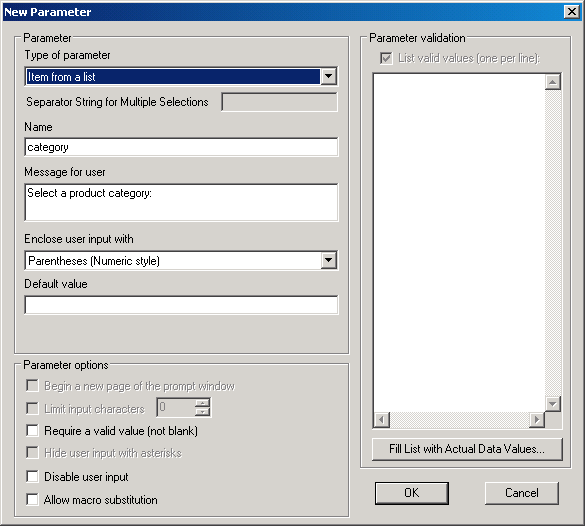 New Parameter
Parameter
Type of parameter
Item from a list
Separator String for Multiple Selections
Name
category
Message for user
Select a product category:
Enclose user input with
Parentheses (Numeric style)
Default value
Parameter options
Begin a new page of the prompt window
Limit input characters 0
Require a valid value (not blank)
Hide user input with asterisks
Disable user input
Allow macro substitution
Parameter validation
List valid values (one per line):
Fill List with Actual Data Values...
OK Cancel